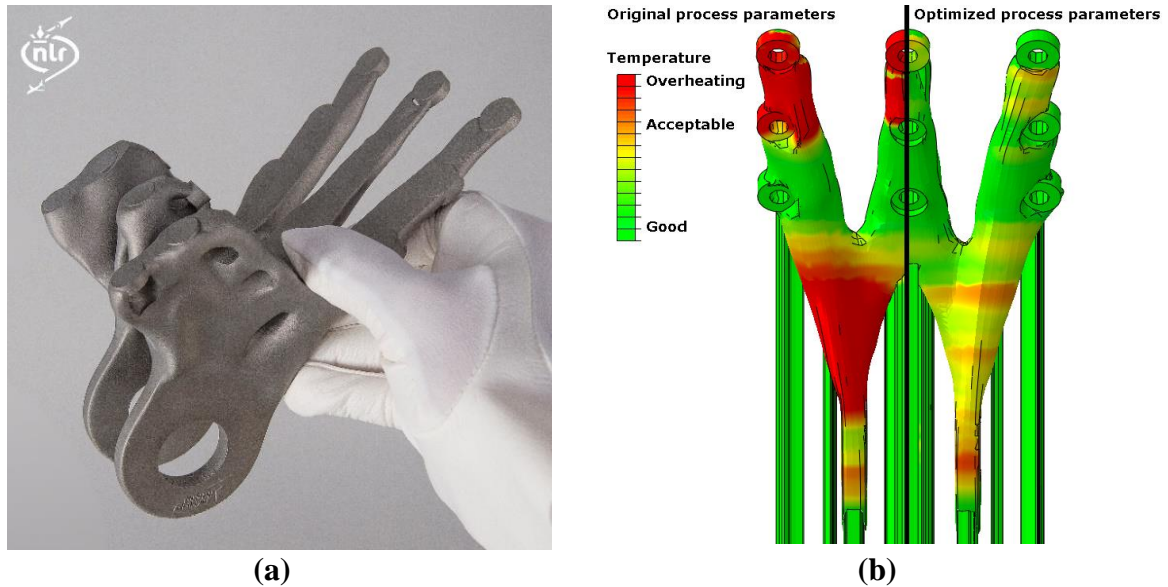 nlr
Original process parameters
Optimized process parameters
Temperature
Overheating
Acceptable
Good
(a)
(b)